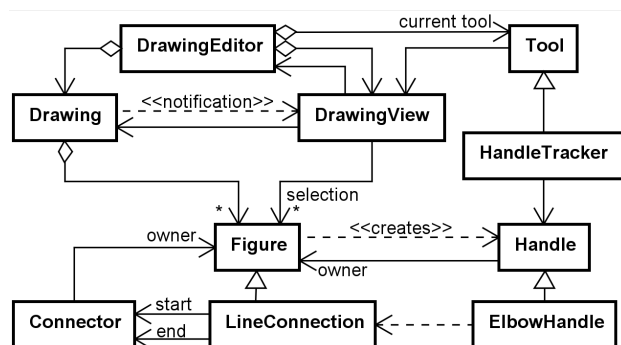 current tool
DrawingEditor
Tool
<<notification>>
Drawing
DrawingView
HandleTracker
selection
*
*
owner
Figure
<<creates>>
Handle
owner
Connector
start
end
LineConnection
ElbowHandle